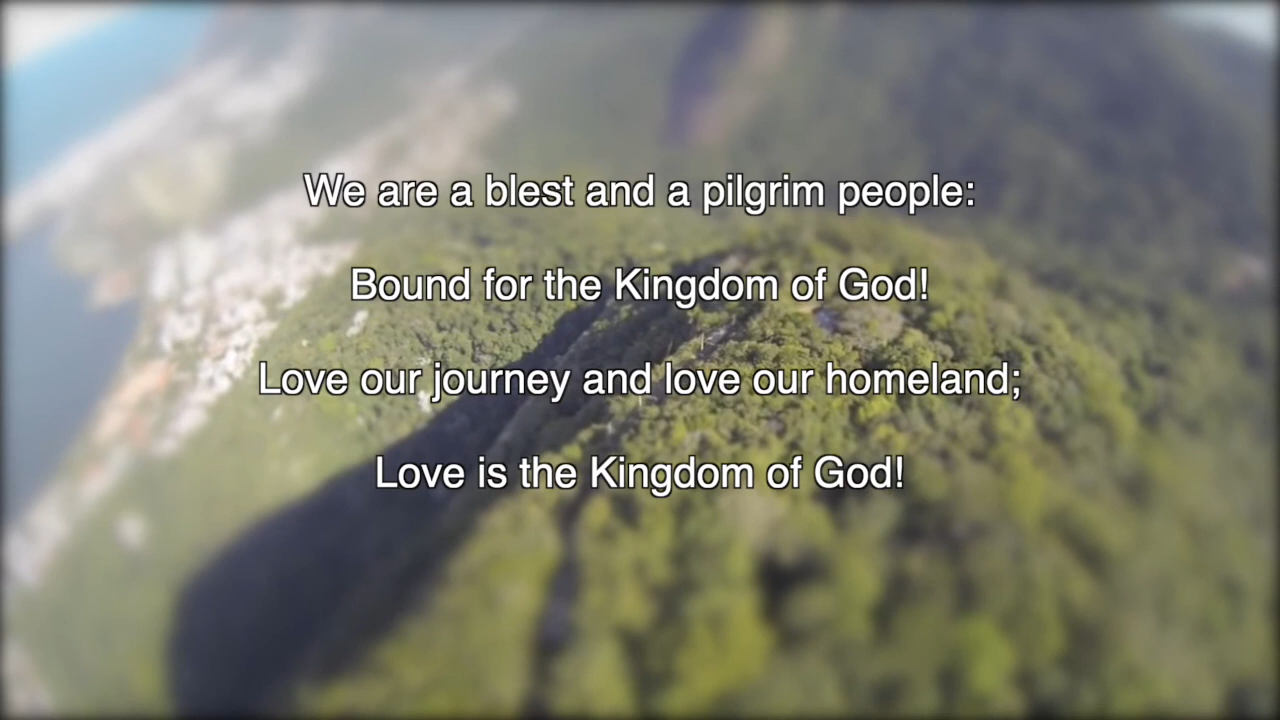 We are a blest and a pilgrim people:
Bound for the Kingdom of God!
Love our journey and love our homeland;
Love is the Kingdom of God!